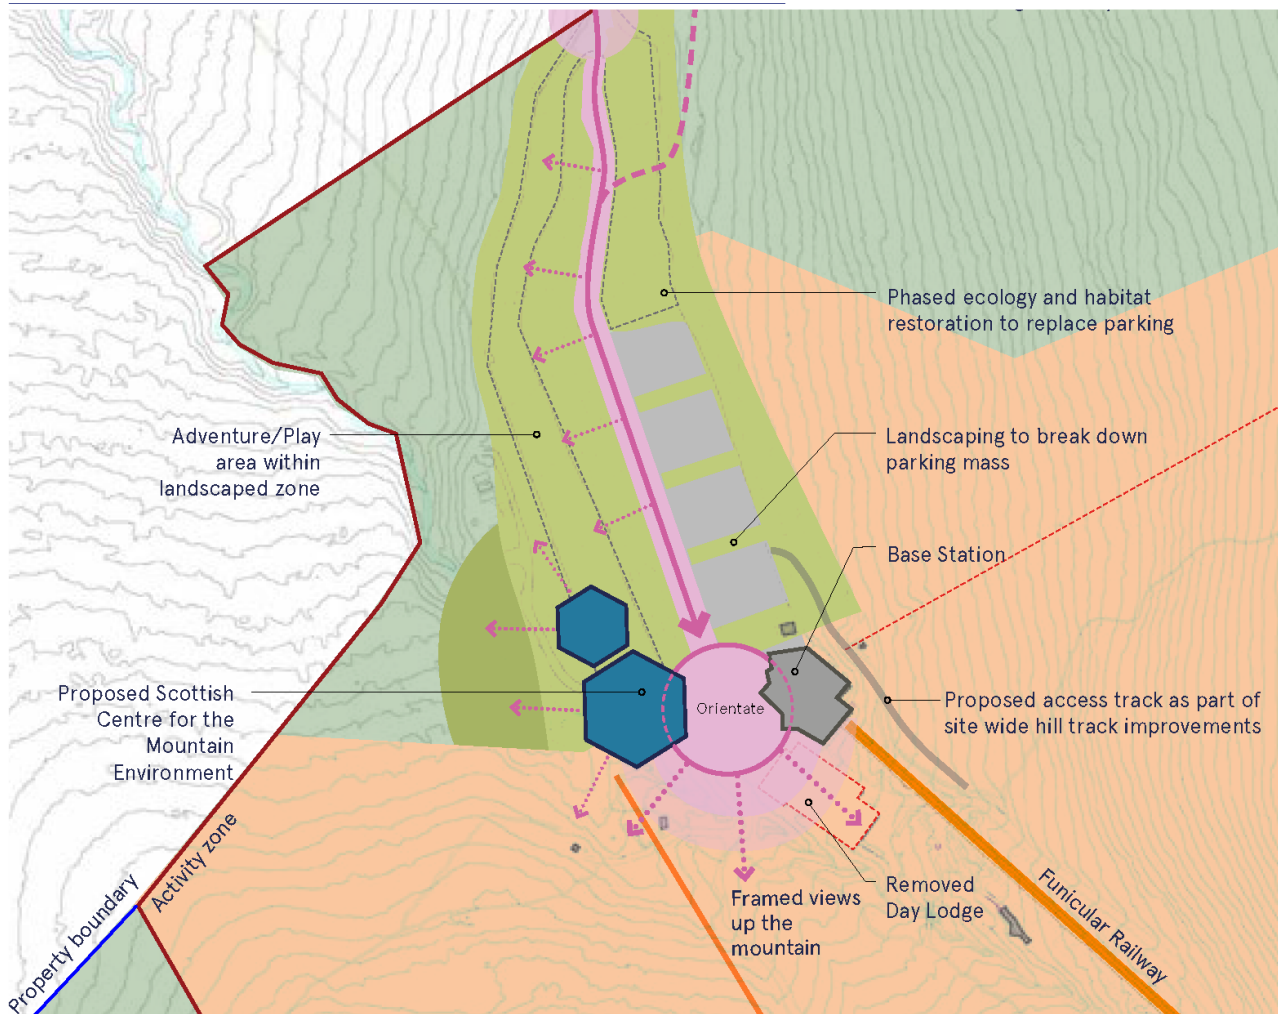 Phased ecology and habitat
restoration to replace parking
Adventure/Play
area within
landscaped zone
Landscaping to break down
parking mass
Base Station
Proposed Scottish
Centre for the
Mountain
Environment
Orientate
Proposed access track as part of
site wide hill track improvements
Activity zone
Property boundary
Framed views
up the
mountain
Removed
Day Lodge
Funicular Railway